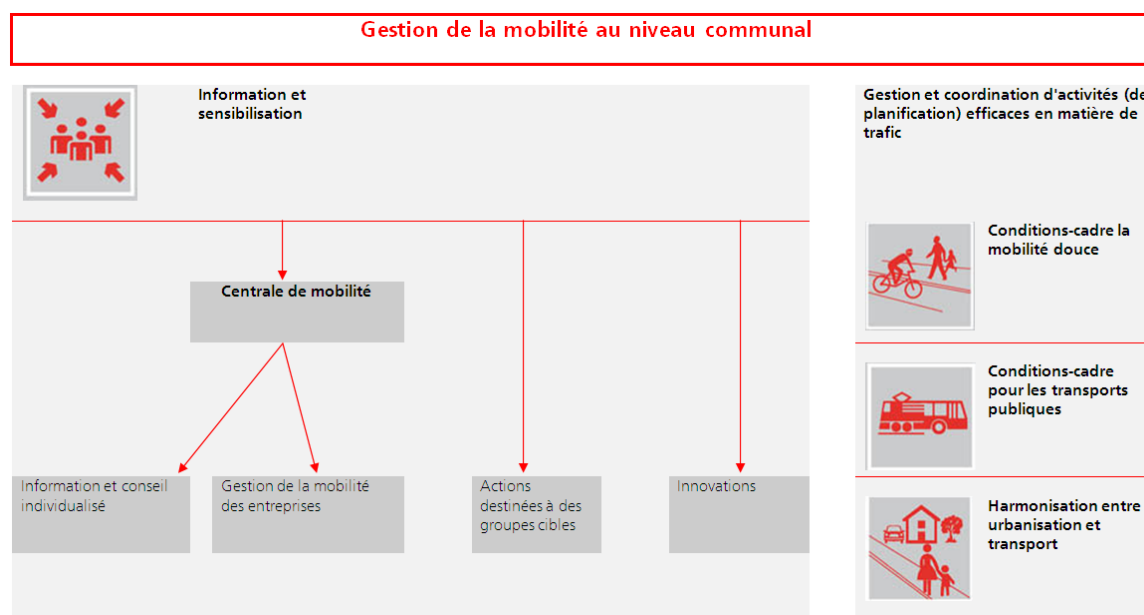 Gestion de la mobilité au niveau communal
Information et
sensibilisation
Centrale de mobilité
Information et conseil
individualisé
Gestion de la mobilité
des entreprises
Actions
destinées à des
groupes cibles
Innovations
Gestion et coordination d'activités (de
planification) efficaces en matière de
trafic
Conditions-cadre la
mobilité douce
Conditions-cadre
pour les transports
publiques
Harmonisation entre
urbanisation et
transport